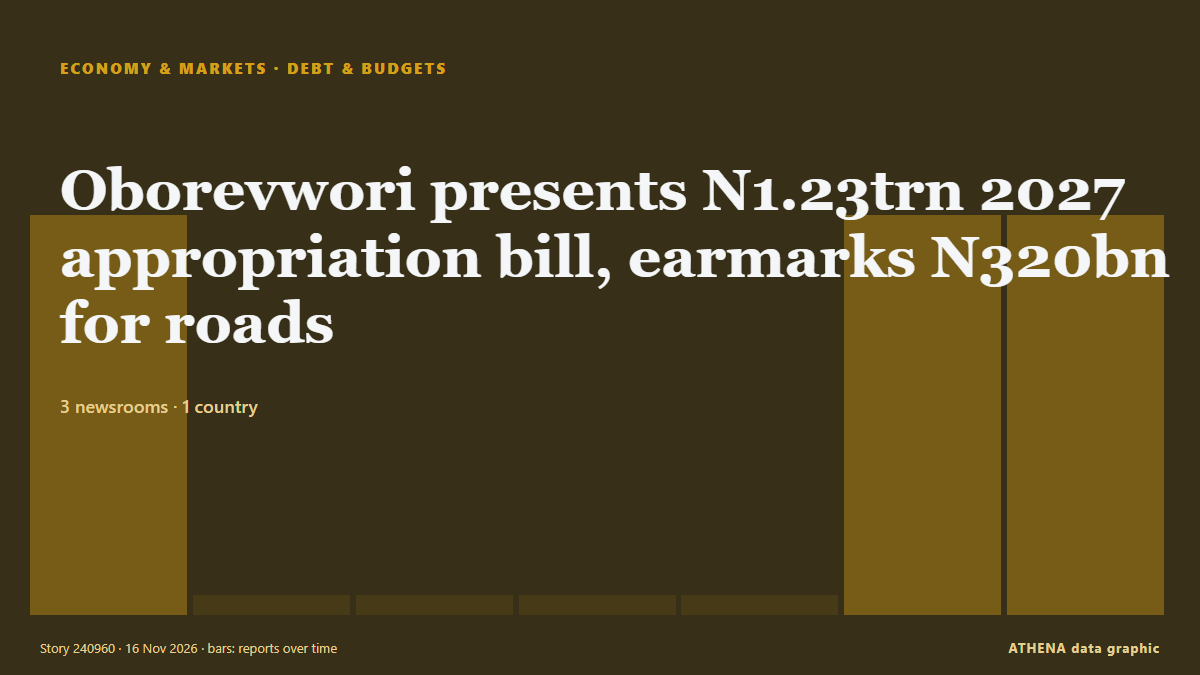 ECONOMY & MARKETS · DEBT & BUDGETS
Oborevwori presents N1.23trn 2027
appropriation bill, earmarks N320bn
for roads
3 newsrooms · 1 country
Story 240960 · 16 Nov 2026 · bars: reports over time
ATHENA data graphic